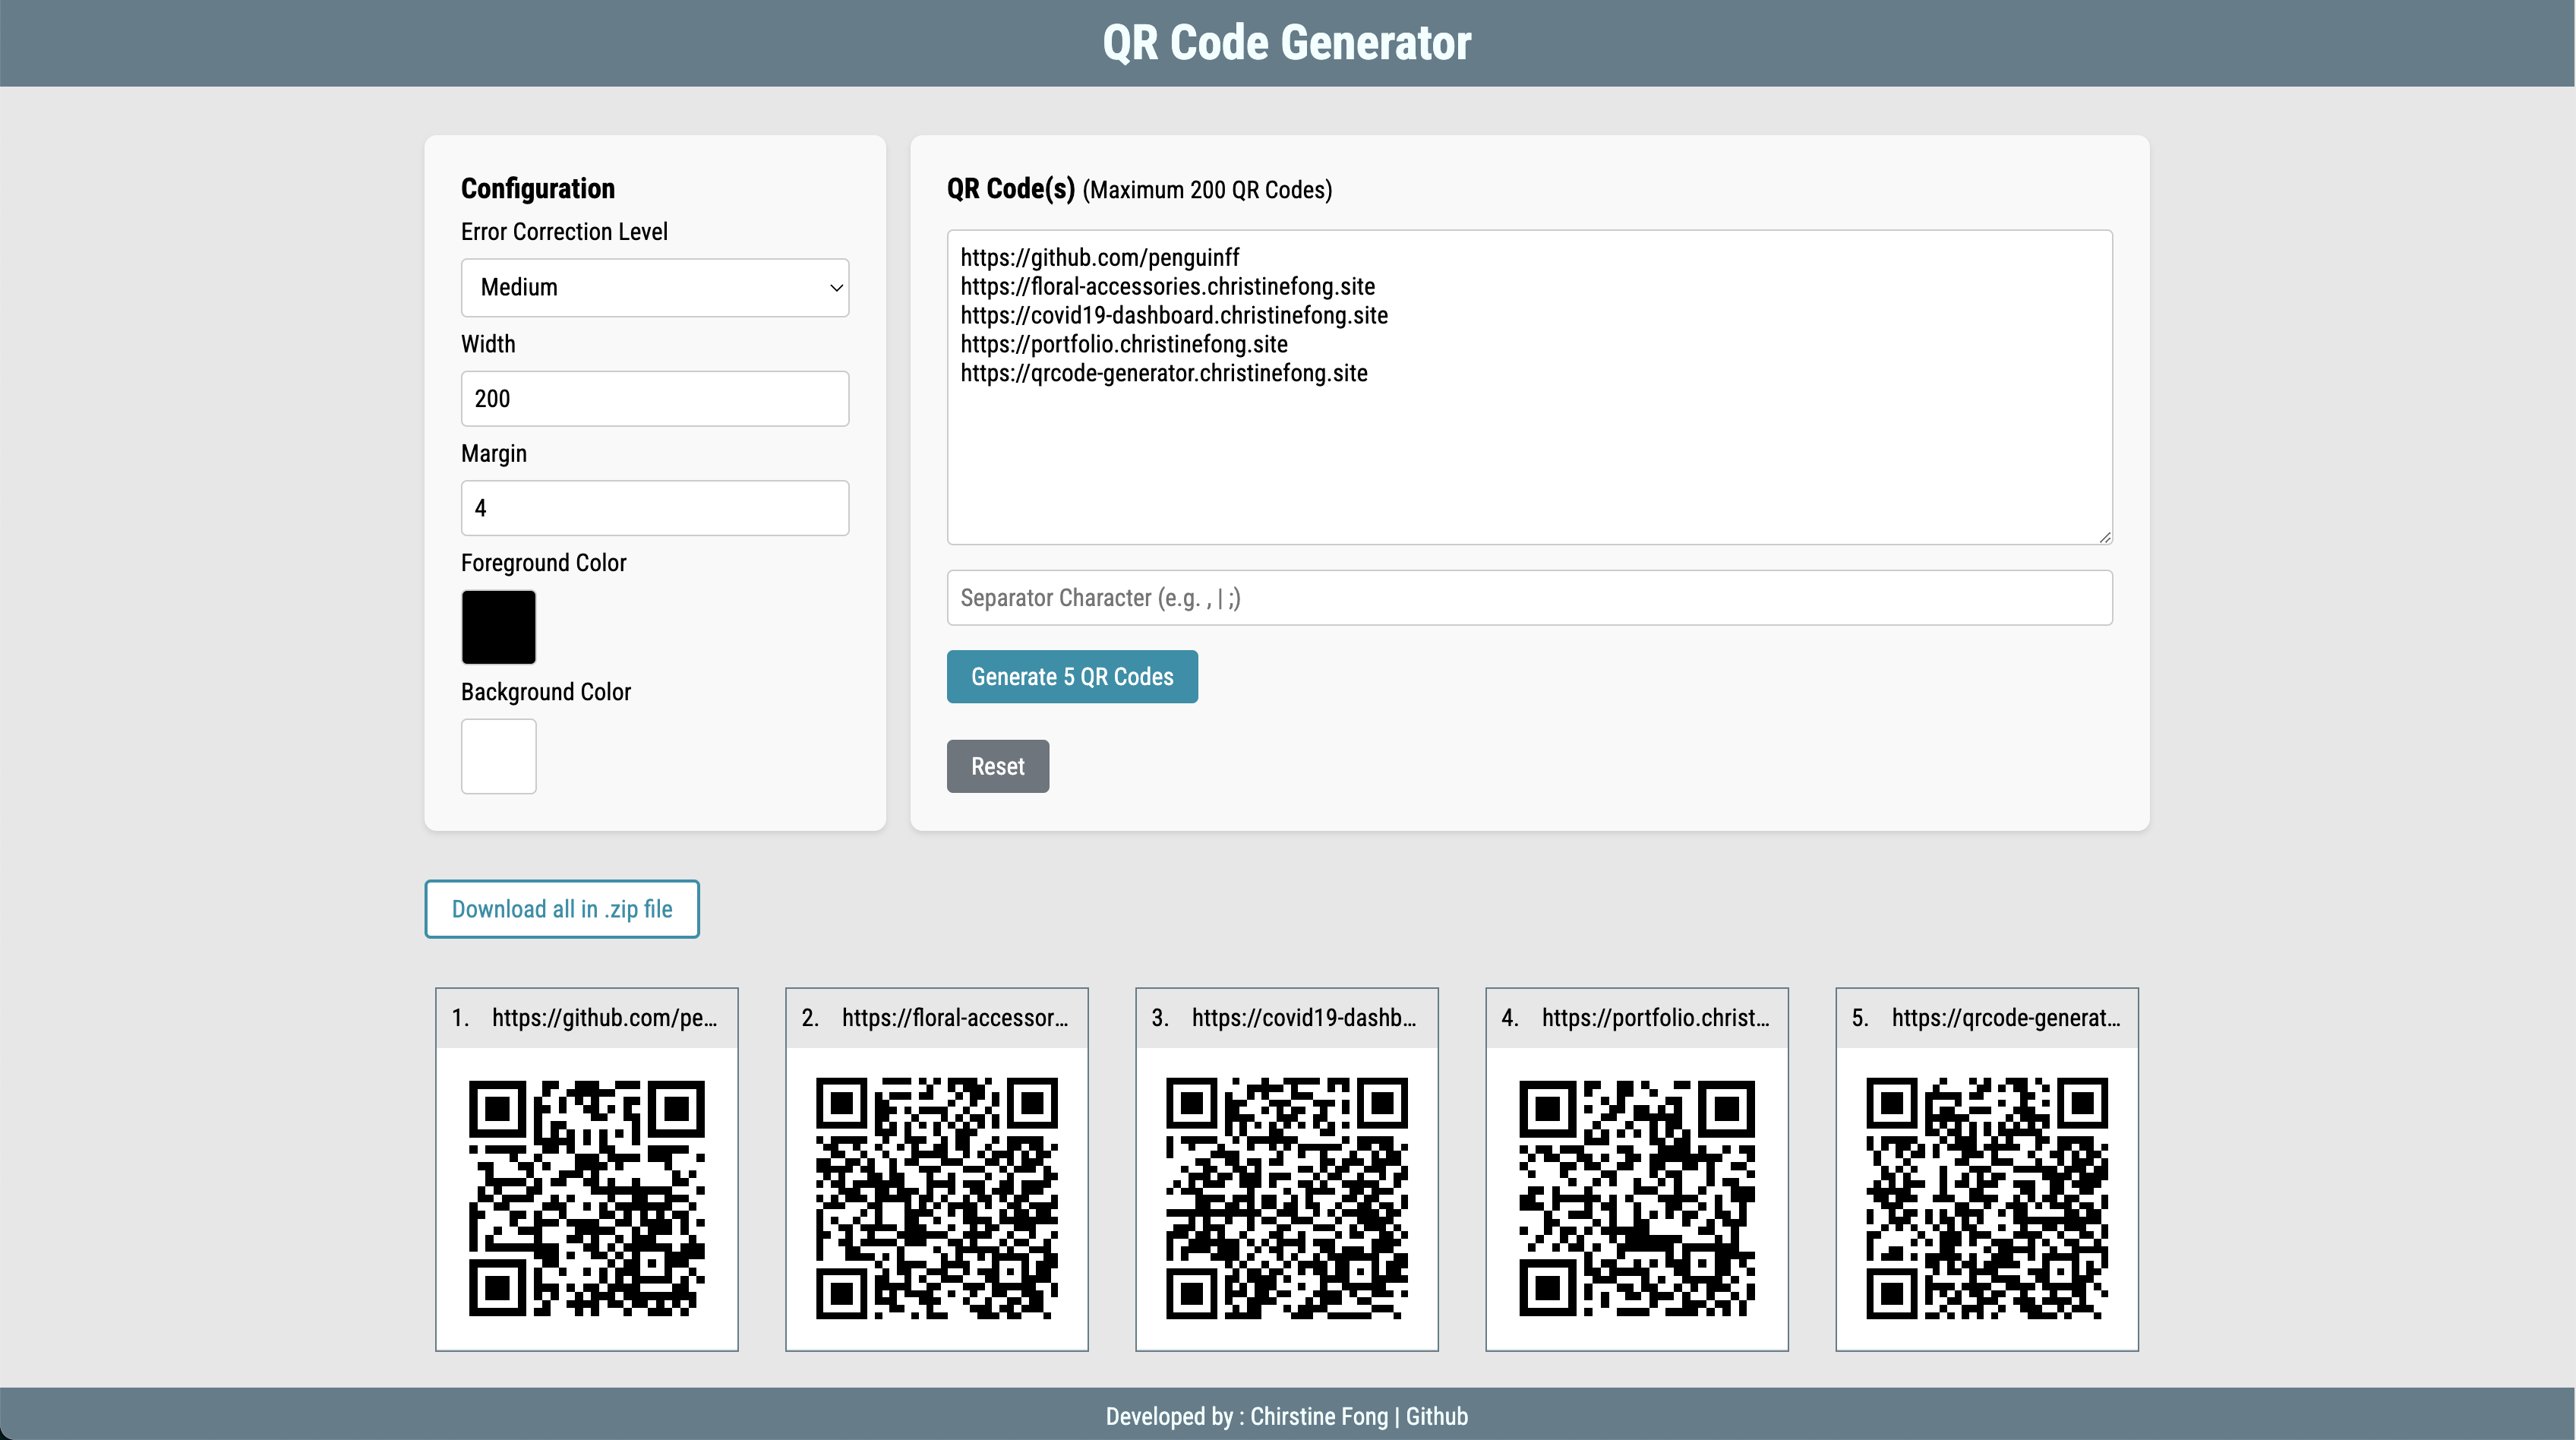 QR Code Generator
Configuration
Error Correction Level
Medium
Width
200
Margin
4
Foreground Color
Background Color
QR Code(s) (Maximum 200 QR Codes)
https://github.com/penguinff
https://floral-accessories.christinefong.site
https://covid19-dashboard.christinefong.site
https://portfolio.christinefong.site
https://qrcode-generator.christinefong.site
Separator Character (e.g. , | ;)
Generate 5 QR Codes
Reset
Download all in .zip file
1. https://github.com/pe...
2. https://floral-accessor...
3. https://covid19-dashb...
4. https://portfolio.christ...
5. https://qrcode-generat...
Developed by : Chirstine Fong | Github